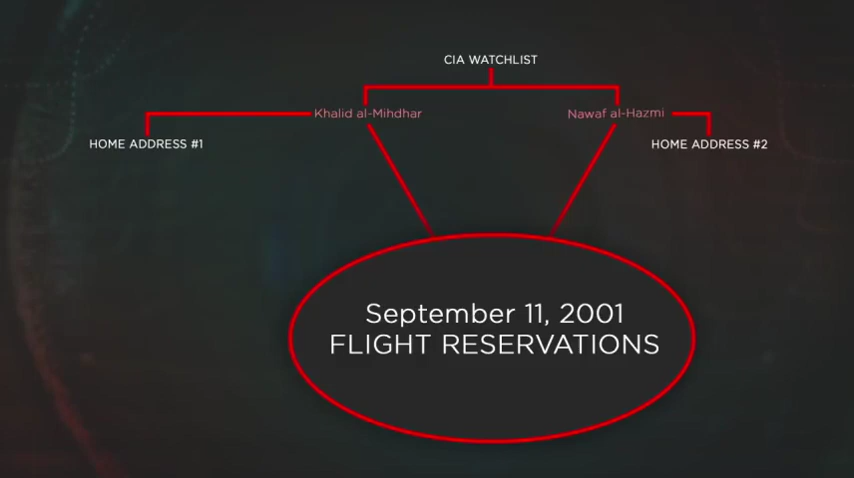 CIA WATCHLIST
Khalid al-Mihdhar
Nawaf al-Hazmi
HOME ADDRESS #1
HOME ADDRESS #2
September 11, 2001
FLIGHT RESERVATIONS